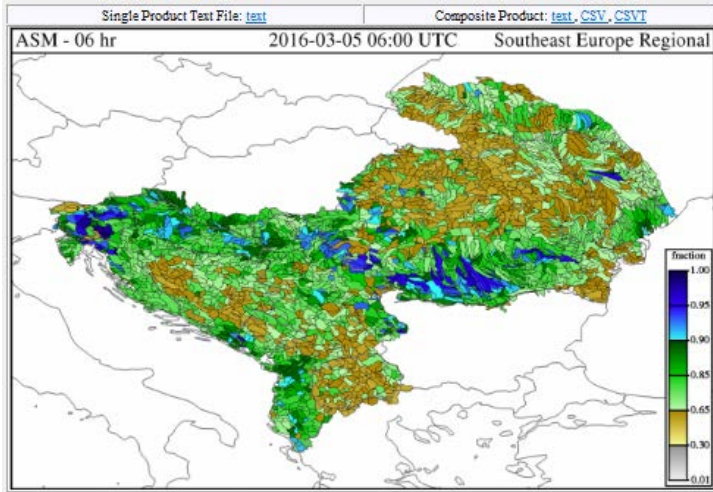 Single Product Text File: text
Composite Product: text , CSV , CSVT
ASM - 06 hr
2016-03-05 06:00 UTC
Southeast Europe Regional
fraction
1.00
0.95
0.90
0.85
0.65
0.30
0.01